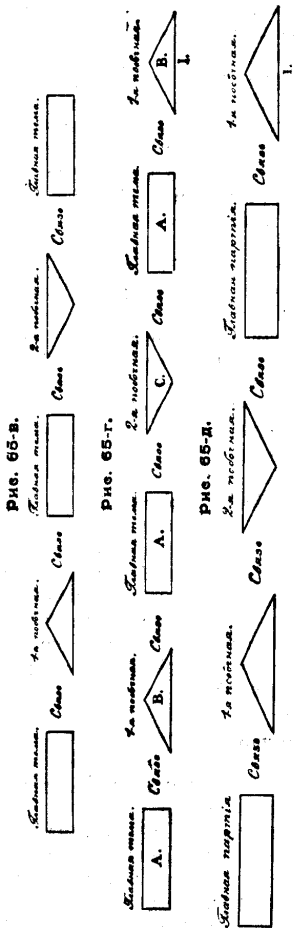 Рис. 65-в.
Главная тема. Связь 1-я побочная. Связь Главная тема. Связь 2-я побочная. Связь Главная тема.
Рис. 65-г.
Главная тема. Связь 1-я побочная. Связь Главная тема. Связь 2-я побочная. Связь Главная тема. Связь 1-я побочная.
A. B. A. C. A. B.
1.
Рис. 65-д.
Главная партія Связь 1-я побочная. Связь 2-я побочная. Связь Главная партія. Связь 1-я побочная.
1.